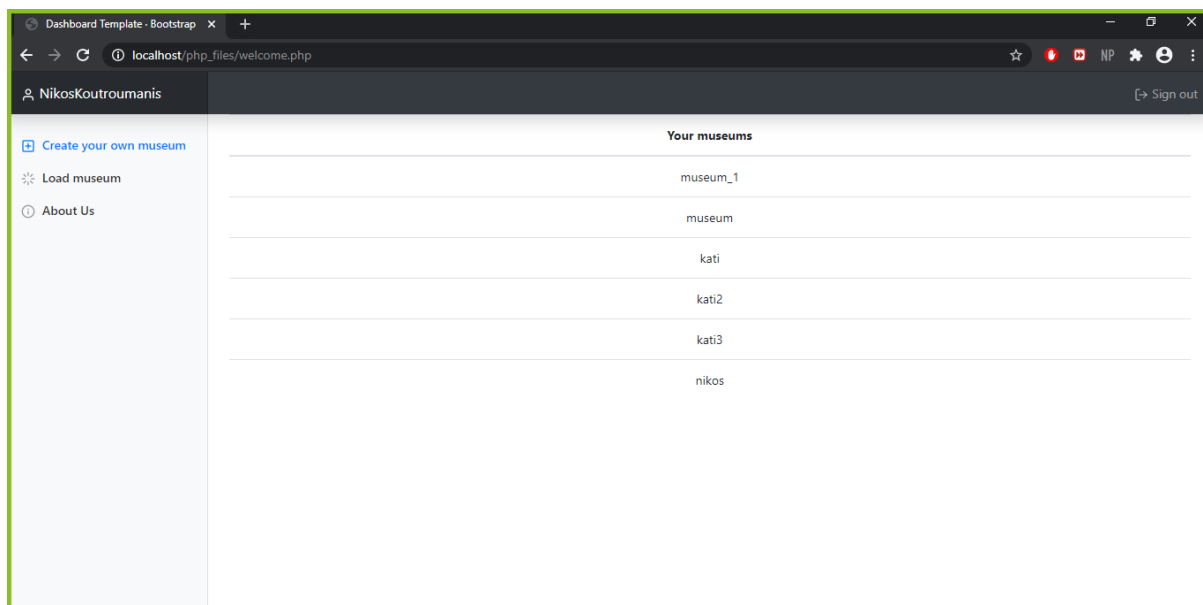 Dashboard Template · Bootstrap
localhost/php_files/welcome.php
NP
NikosKoutroumanis
Sign out
Create your own museum
Load museum
About Us
Your museums
museum_1
museum
kati
kati2
kati3
nikos